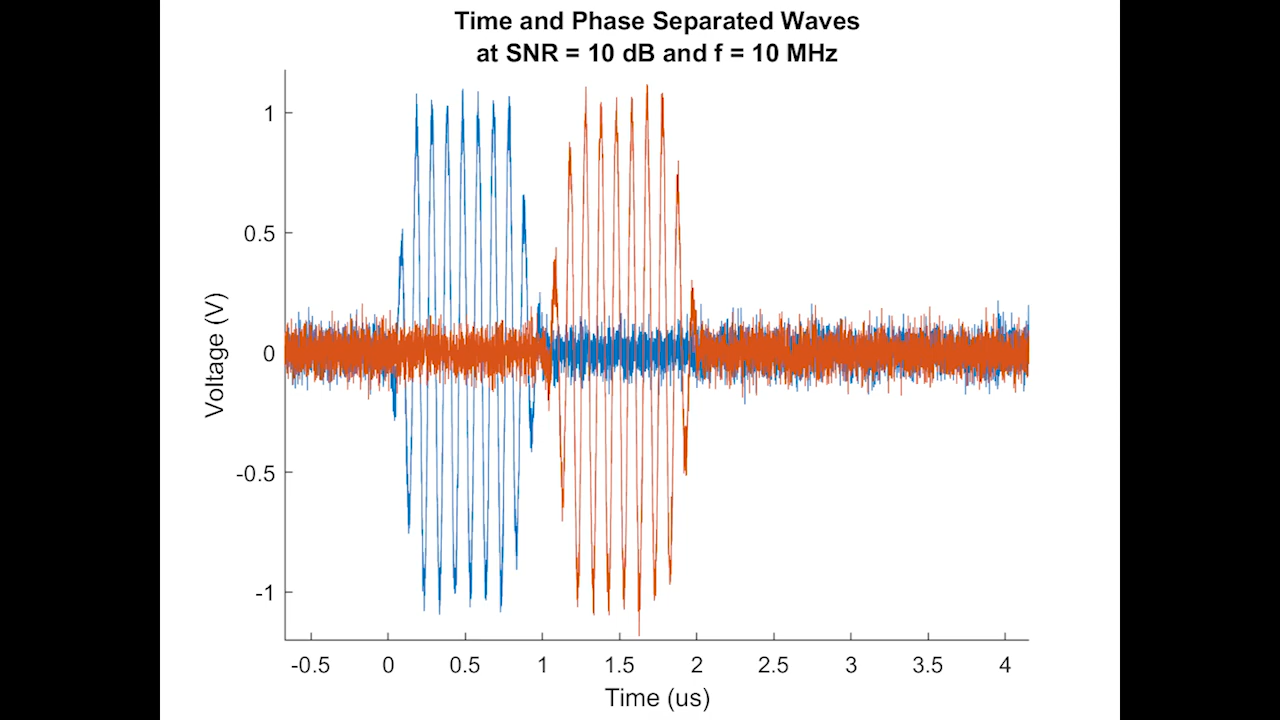 Time and Phase Separated Waves
at SNR = 10 dB and f = 10 MHz
1
0.5
0
-0.5
-1
Voltage (V)
-0.5 0 0.5 1 1.5 2 2.5 3 3.5 4
Time (us)